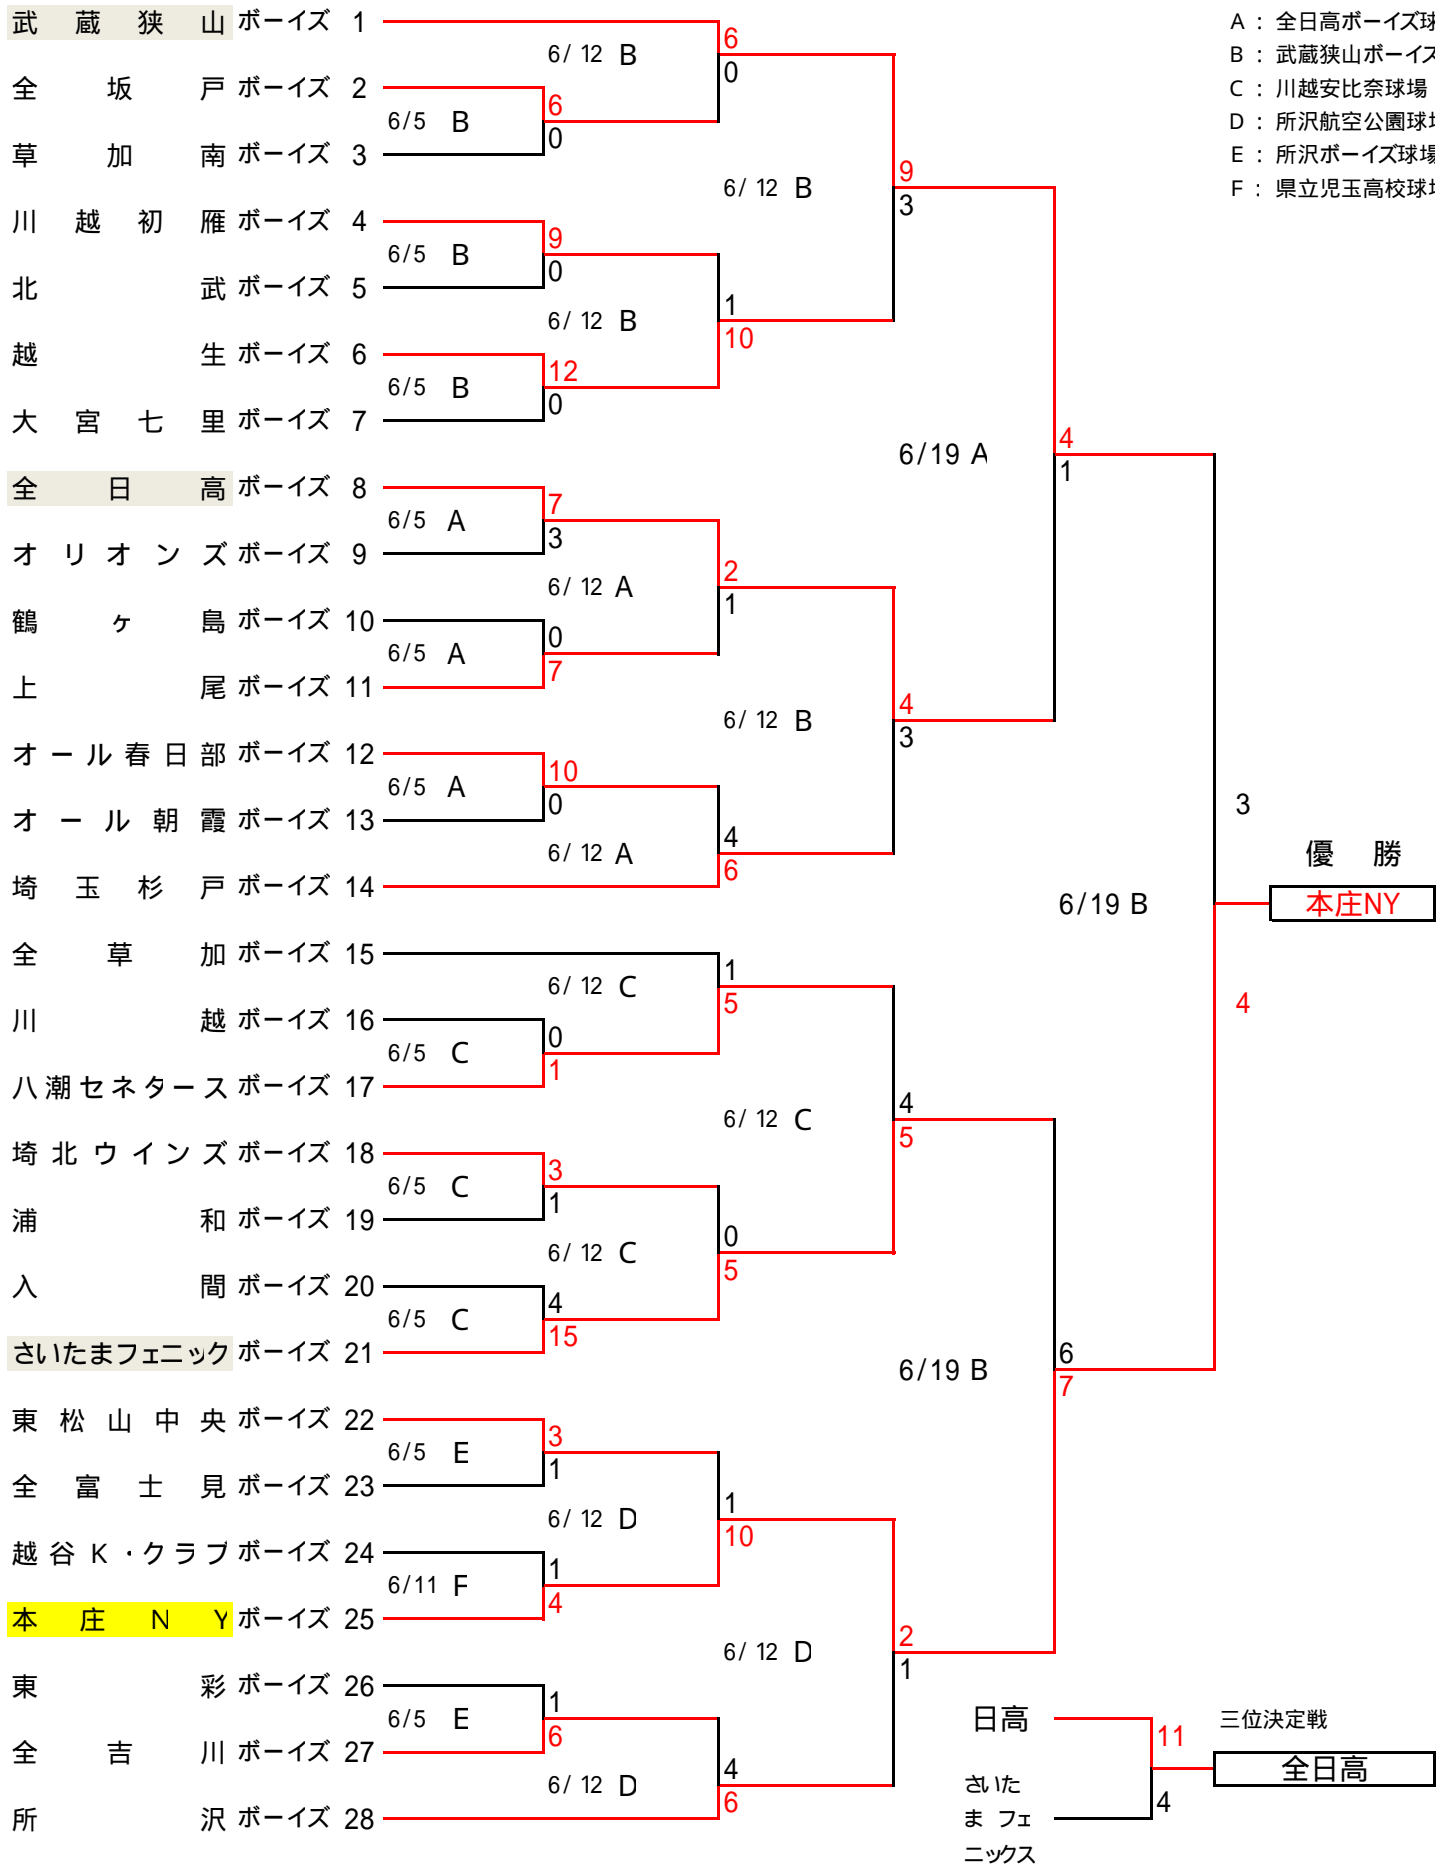 武蔵狭山ボーイズ 1
6/12 B
6
0
全坂戸ボーイズ 2
6/5 B
6
0
草加南ボーイズ 3
6/12 B
9
3
川越初雁ボーイズ 4
6/5 B
9
0
北武ボーイズ 5
6/12 B
1
10
越生ボーイズ 6
6/5 B
12
0
大宮七里ボーイズ 7
6/19 A
4
1
全日高ボーイズ 8
6/5 A
7
3
オリオンズボーイズ 9
6/12 A
2
1
鶴ヶ島ボーイズ 10
6/5 A
0
7
上尾ボーイズ 11
6/12 B
4
3
オール春日部ボーイズ 12
6/5 A
10
0
オール朝霞ボーイズ 13
6/12 A
4
6
埼玉杉戸ボーイズ 14
6/19 B
3
4
優勝
本庄NY
全草加ボーイズ 15
6/12 C
1
5
川越ボーイズ 16
6/5 C
0
1
八潮セネタースボーイズ 17
6/12 C
4
5
埼北ウインズボーイズ 18
6/5 C
3
1
浦和ボーイズ 19
6/12 C
0
5
入間ボーイズ 20
6/5 C
4
15
さいたまフェニックボーイズ 21
6/19 B
6
7
東松山中央ボーイズ 22
6/5 E
3
1
全富士見ボーイズ 23
6/12 D
1
10
越谷K・クラブボーイズ 24
6/11 F
1
4
本庄NYボーイズ 25
6/12 D
2
1
東彩ボーイズ 26
6/5 E
1
6
全吉川ボーイズ 27
6/12 D
4
6
所沢ボーイズ 28
A：全日高ボーイズ球
B：武蔵狭山ボーイズ
C：川越安比奈球場
D：所沢航空公園球場
E：所沢ボーイズ球場
F：県立児玉高校球場
日高
11
三位決定戦
全日高
さいた
まフェ
ニックス
4